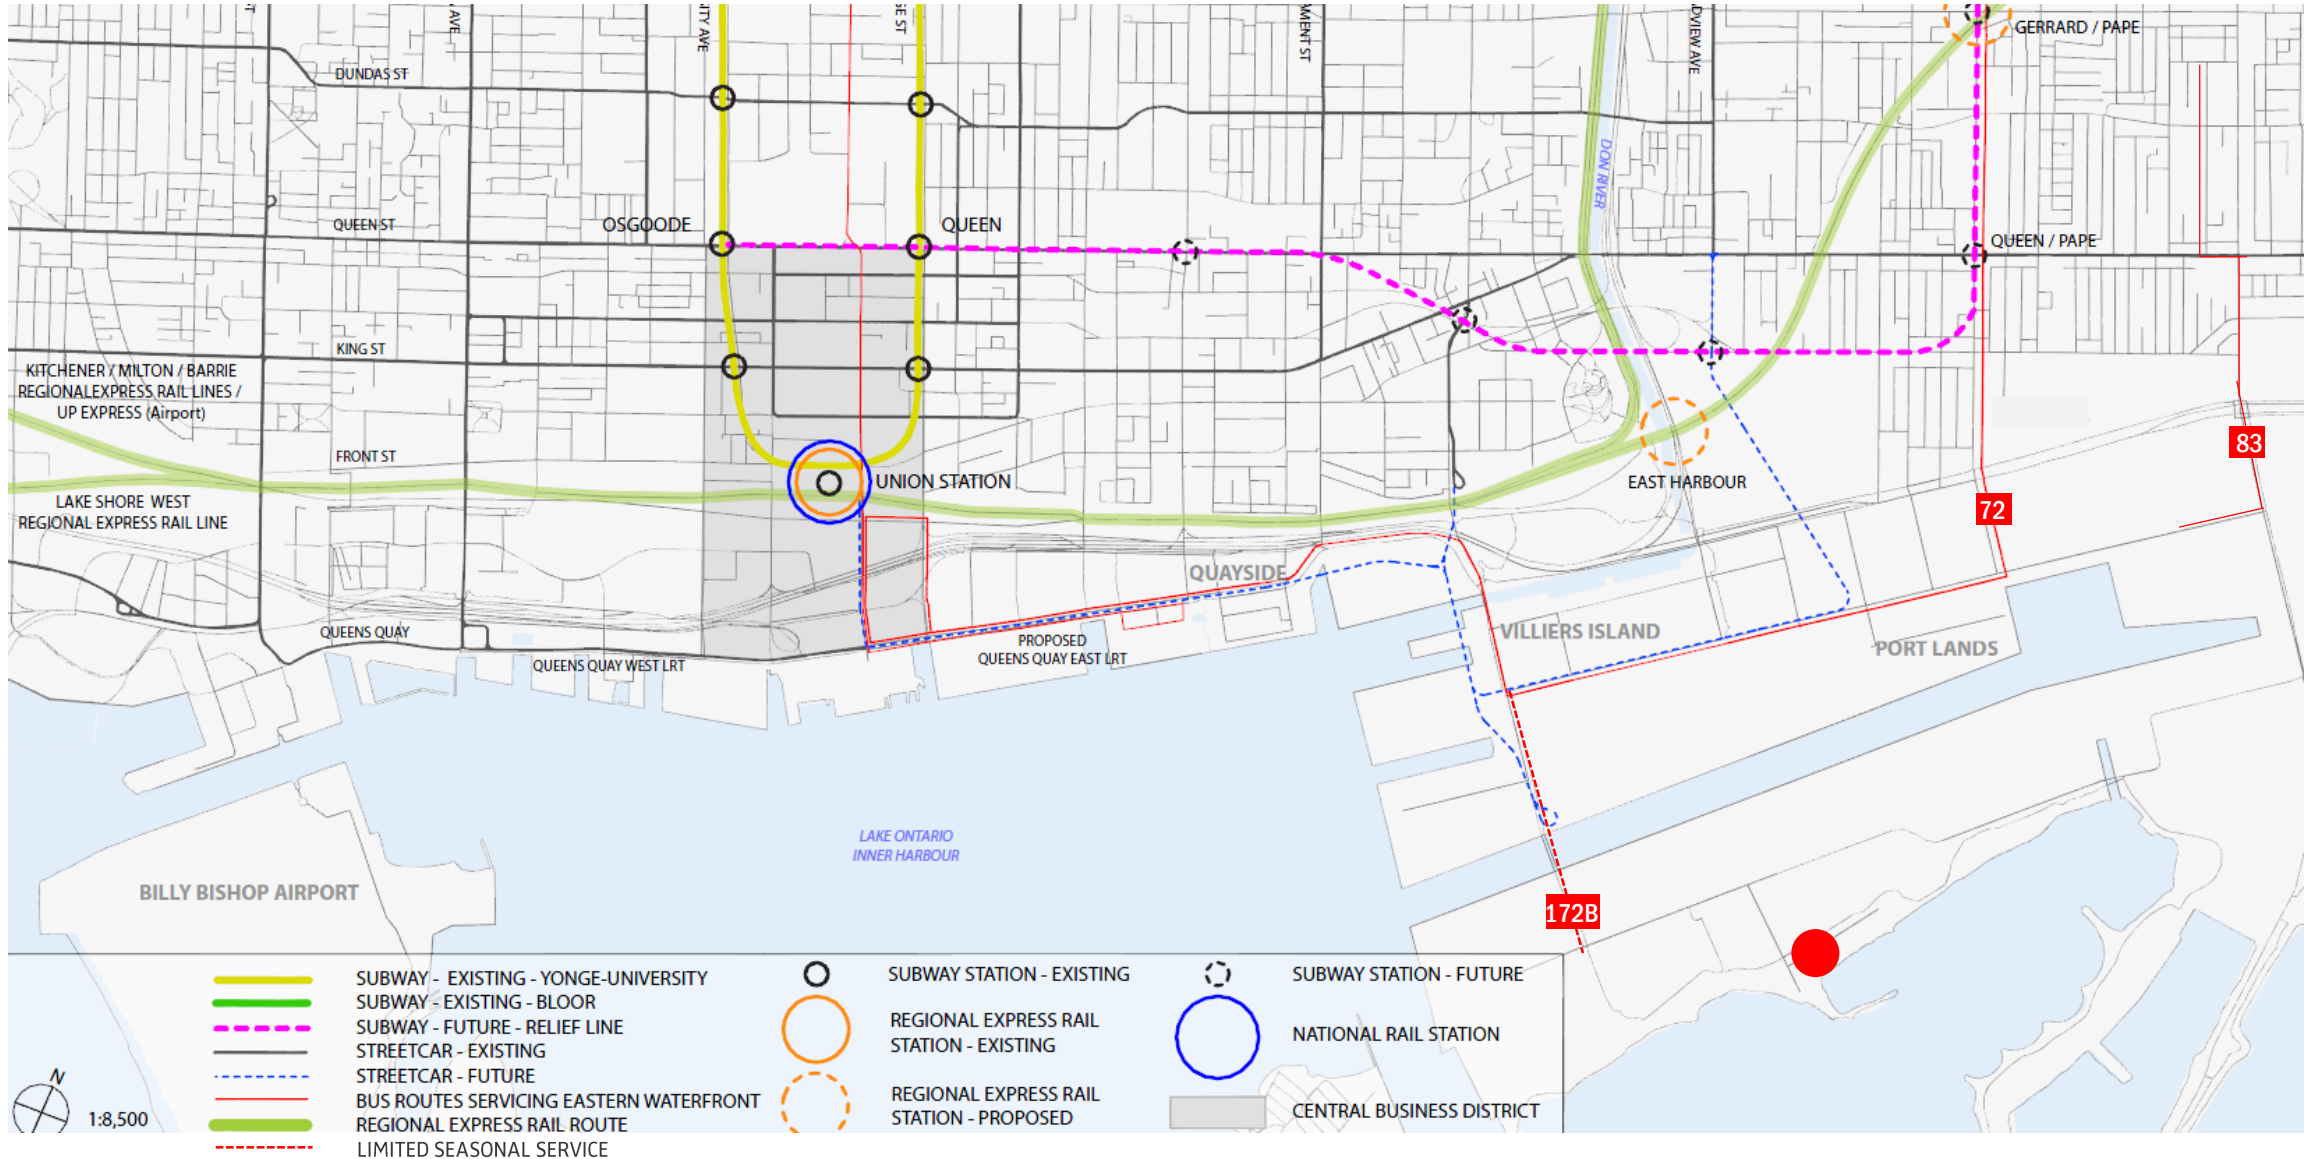 GERRARD / PAPE
DUNDAS ST
AVE
DON RIVER
QUEEN ST
OSGOODE
QUEEN
QUEEN / PAPE
KING ST
KITCHENER / MILTON / BARRIE
REGIONALEXPRESS RAIL LINES /
UP EXPRESS (Airport)
83
FRONT ST
UNION STATION
EAST HARBOUR
LAKE SHORE WEST
REGIONAL EXPRESS RAIL LINE
72
QUAYSIDE
QUEENS QUAY
VILLIERS ISLAND
PROPOSED
QUEENS QUAY EAST LRT
PORT LANDS
QUEENS QUAY WEST LRT
LAKE ONTARIO
INNER HARBOUR
BILLY BISHOP AIRPORT
172B
SUBWAY - EXISTING - YONGE-UNIVERSITY
SUBWAY - EXISTING - BLOOR
SUBWAY - FUTURE - RELIEF LINE
STREETCAR - EXISTING
STREETCAR - FUTURE
BUS ROUTES SERVICING EASTERN WATERFRONT
REGIONAL EXPRESS RAIL ROUTE
LIMITED SEASONAL SERVICE
SUBWAY STATION - EXISTING
REGIONAL EXPRESS RAIL
STATION - EXISTING
REGIONAL EXPRESS RAIL
STATION - PROPOSED
SUBWAY STATION - FUTURE
NATIONAL RAIL STATION
CENTRAL BUSINESS DISTRICT
N
1:8,500